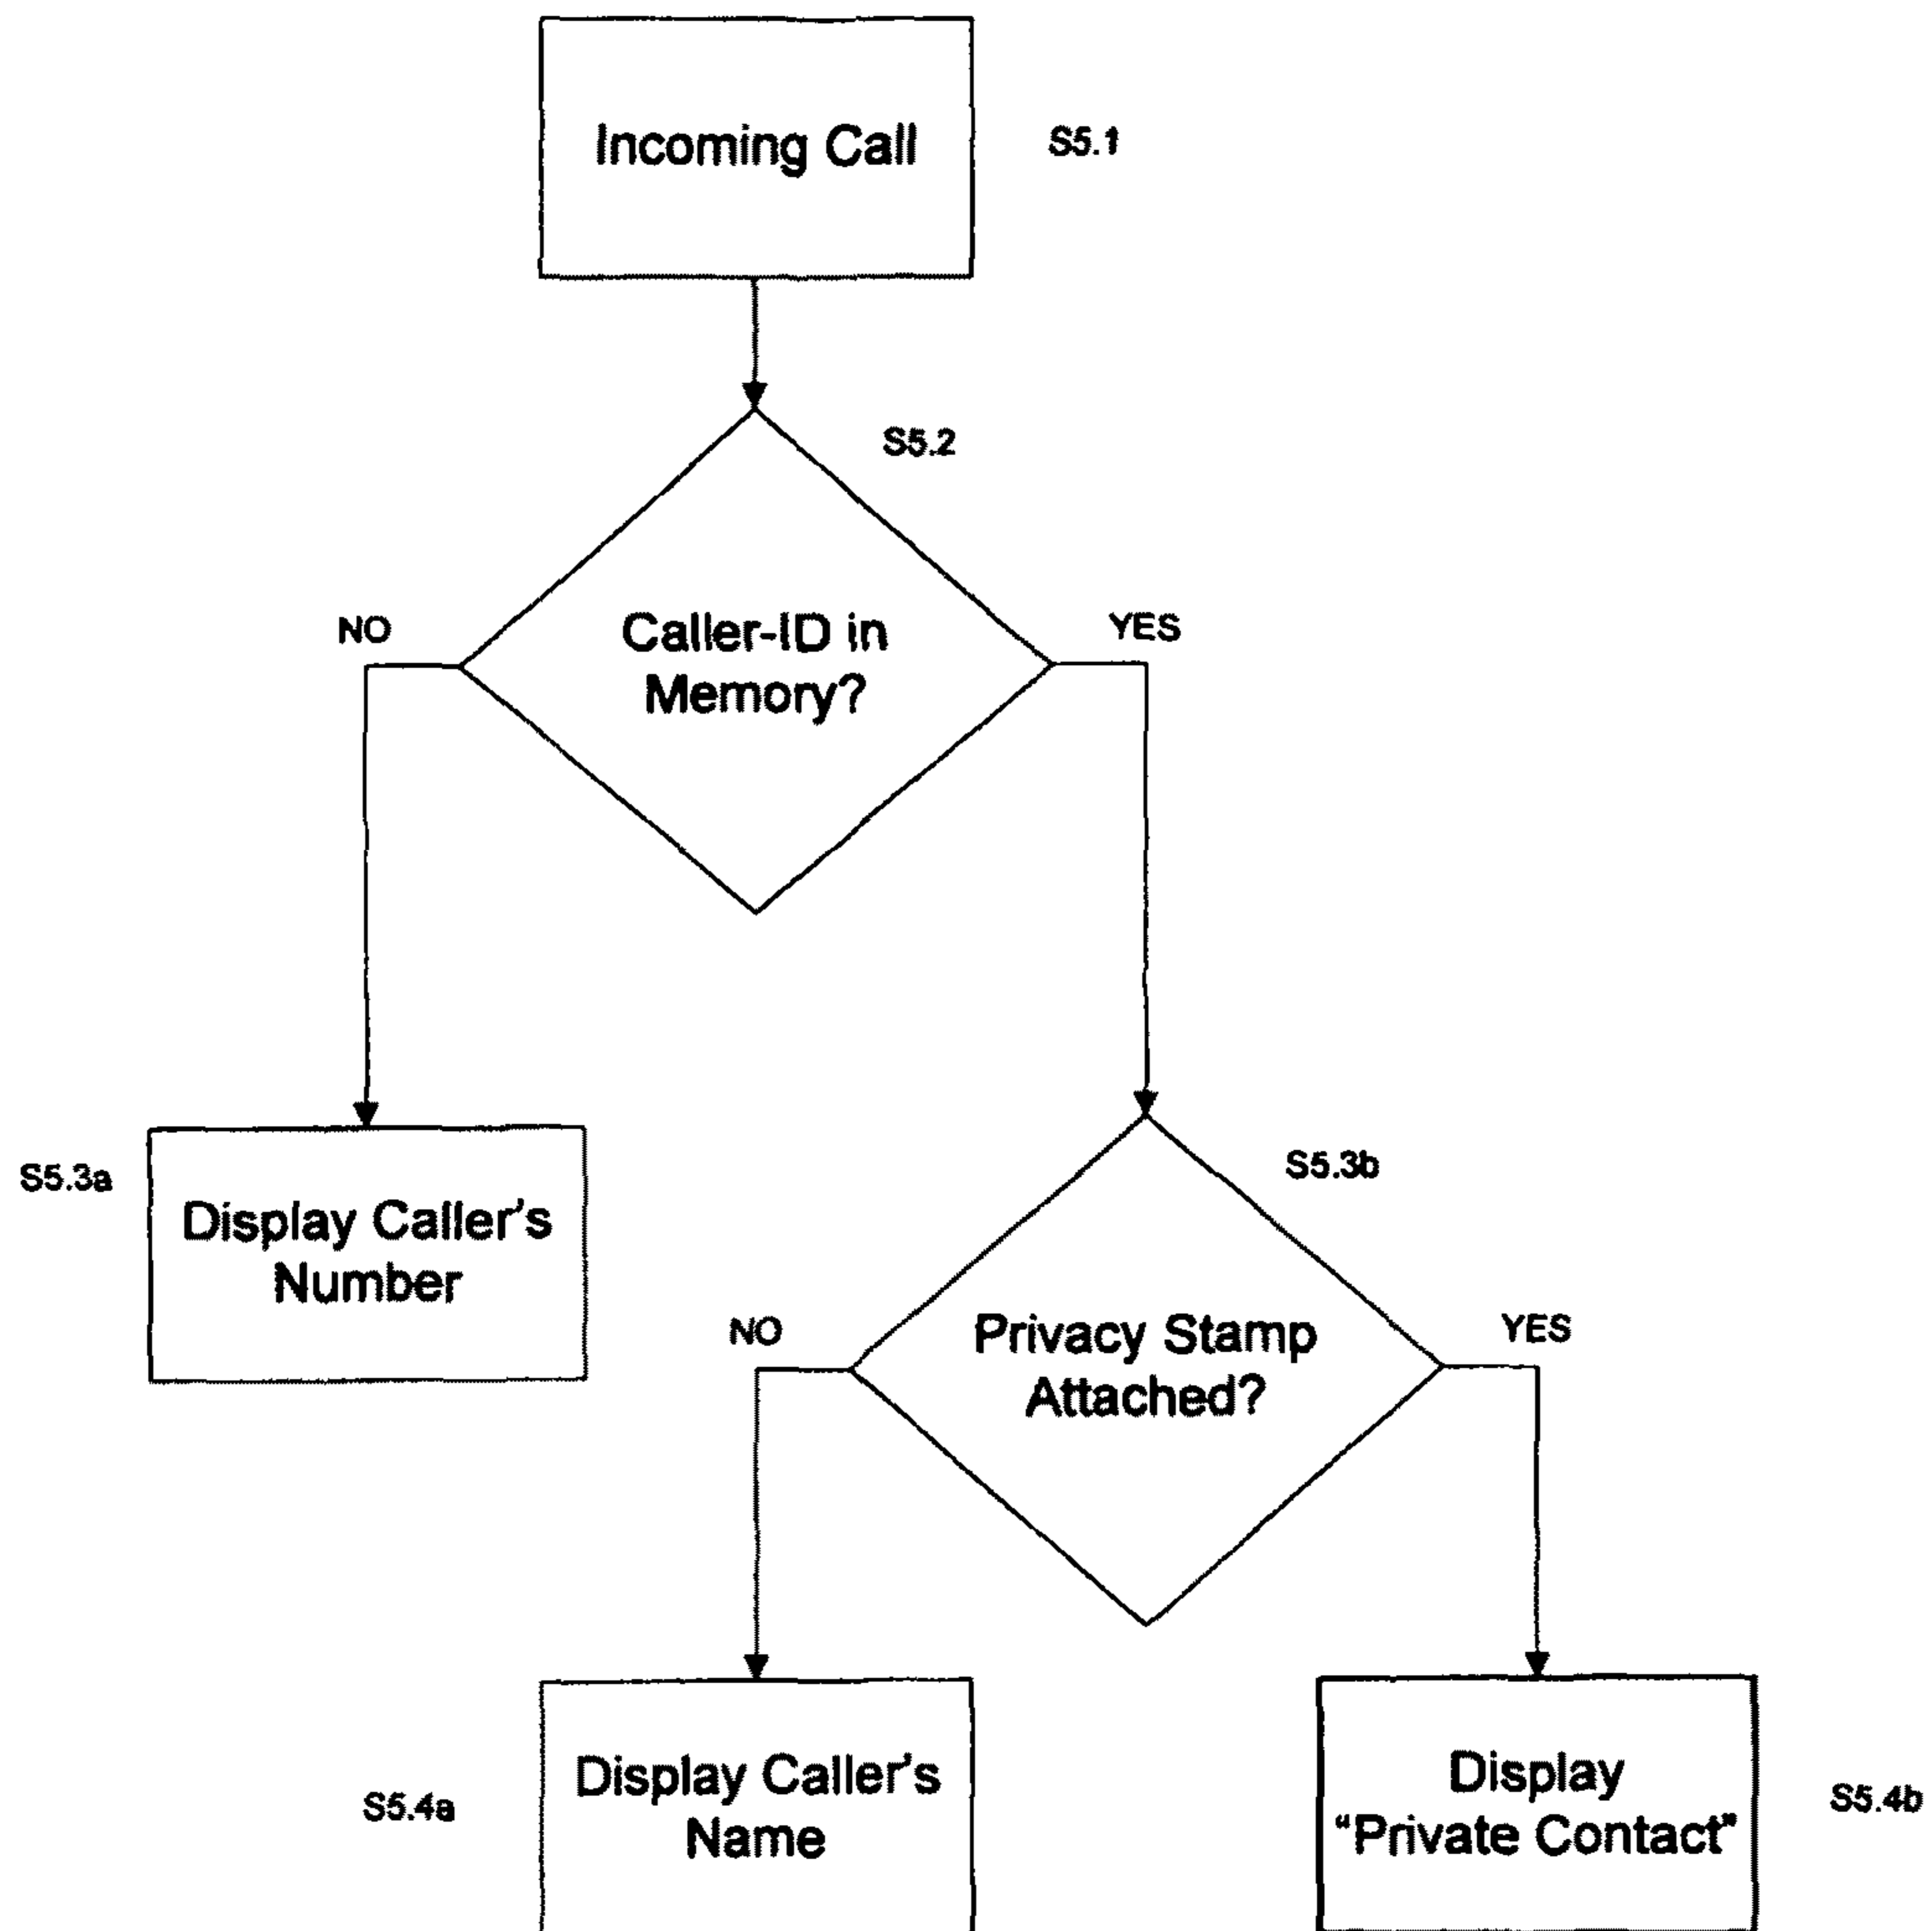 Incoming Call
S5.1
S5.2
NO
Caller-ID in
Memory?
YES
S5.3a
Display Caller's
Number
S5.3b
NO
Privacy Stamp
Attached?
YES
S5.4a
Display Caller's
Name
Display
“Private Contact”
S5.4b